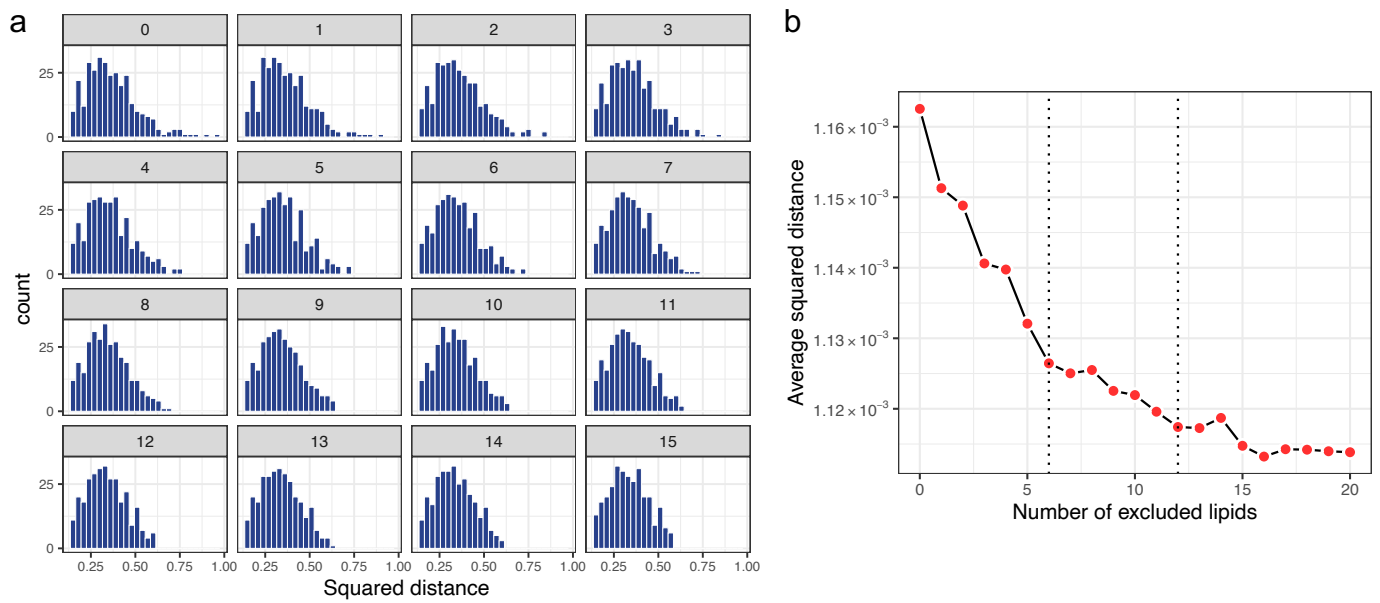 a
b
0 1 2 3
25
0
4 5 6 7
25
0
8 9 10 11
25
0
12 13 14 15
25
0
0.25 0.50 0.75 1.00 0.25 0.50 0.75 1.00 0.25 0.50 0.75 1.00 0.25 0.50 0.75 1.00
count
Squared distance
1.16 × 10⁻³
1.15 × 10⁻³
1.14 × 10⁻³
1.13 × 10⁻³
1.12 × 10⁻³
Average squared distance
0 5 10 15 20
Number of excluded lipids